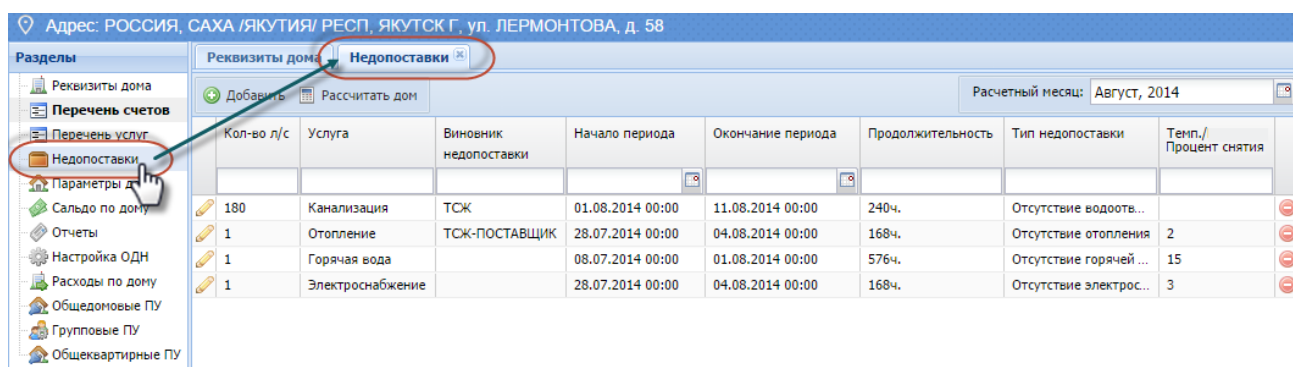 Адрес: РОССИЯ, САХА /ЯКУТИЯ/ РЕСП, ЯКУТСК Г, ул. ЛЕРМОНТОВА, д. 58
Разделы
Реквизиты дома
Перечень счетов
Перечень услуг
Недопоставки
Параметры д
Сальдо по дому
Отчеты
Настройка ОДН
Расходы по дому
Общедомовые ПУ
Групповые ПУ
Общеквартирные ПУ
Реквизиты дома Недопоставки
Добавить Рассчитать дом Расчетный месяц: Август, 2014
Кол-во л/с Услуга Виновник недопоставки Начало периода Окончание периода Продолжительность Тип недопоставки Темп./ Процент снятия
180 Канализация ТСЖ 01.08.2014 00:00 11.08.2014 00:00 240ч. Отсутствие водоотв...
1 Отопление ТСЖ-ПОСТАВЩИК 28.07.2014 00:00 04.08.2014 00:00 168ч. Отсутствие отопления 2
1 Горячая вода 08.07.2014 00:00 01.08.2014 00:00 576ч. Отсутствие горячей ... 15
1 Электроснабжение 28.07.2014 00:00 04.08.2014 00:00 168ч. Отсутствие электрос... 3